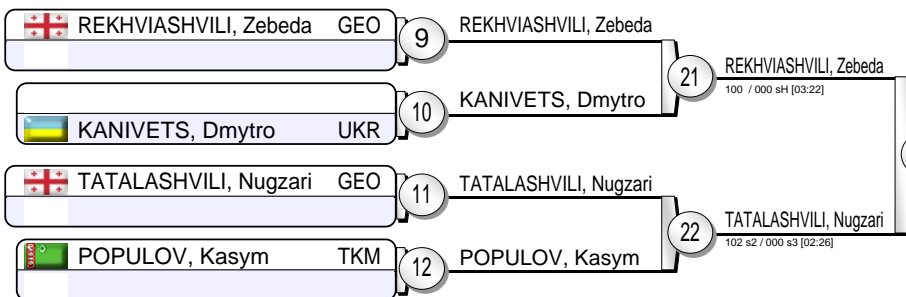 REKHVIASHVILI, Zebeda GEO
9
REKHVIASHVILI, Zebeda
21
REKHVIASHVILI, Zebeda
100 / 000 sH [03:22]
KANIVETS, Dmytro UKR
10
KANIVETS, Dmytro
TATALASHVILI, Nugzari GEO
11
TATALASHVILI, Nugzari
22
TATALASHVILI, Nugzari
102 s2 / 000 s3 [02:26]
POPULOV, Kasym TKM
12
POPULOV, Kasym